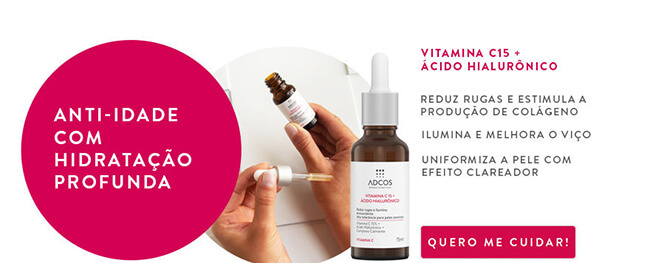 ANTI-IDADE
COM
HIDRATAÇÃO
PROFUNDA
ADCOS
VITAMINA C 15 +
ÁCIDO HIALURÔNICO
VITAMINA C
VITAMINA C15 +
ÁCIDO HIALURÔNICO
REDUZ RUGAS E ESTIMULA A
PRODUÇÃO DE COLÁGENO
ILUMINA E MELHORA O VIÇO
UNIFORMIZA A PELE COM
EFEITO CLAREADOR
QUERO ME CUIDAR!